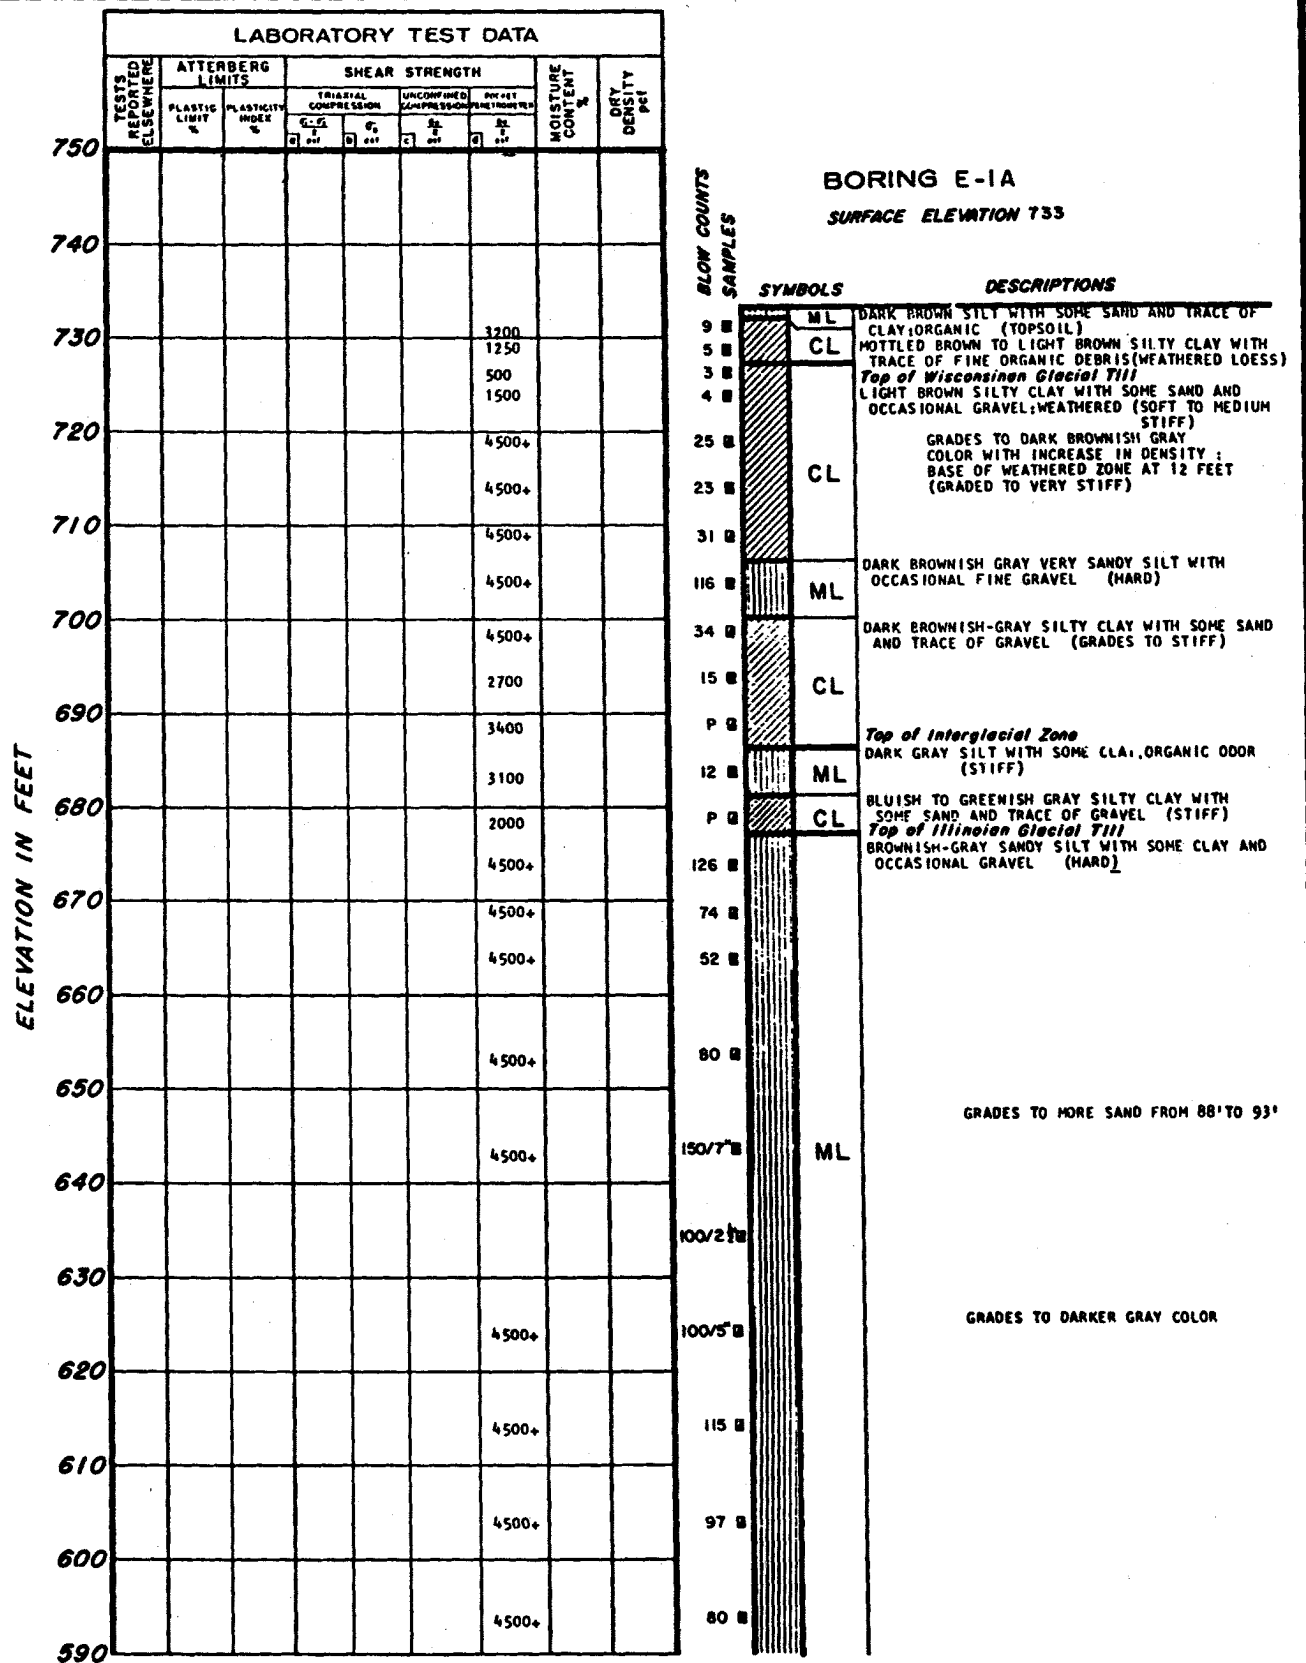 LABORATORY TEST DATA
TESTS REPORTED ELSEWHERE
ATTERBERG LIMITS
SHEAR STRENGTH
MOISTURE CONTENT %
DRY DENSITY pcf
PLASTIC LIMIT %
PLASTICITY INDEX %
TRIAXIAL COMPRESSION
UNCONFINED COMPRESSION
POCKET PENETROMETER
BORING E-1A
SURFACE ELEVATION 733
BLOW COUNTS
SAMPLES
SYMBOLS
DESCRIPTIONS
ELEVATION IN FEET
750
740
730
720
710
700
690
680
670
660
650
640
630
620
610
600
590
3200
1250
500
1500
4500+
4500+
4500+
4500+
4500+
2700
3400
3100
2000
4500+
4500+
4500+
4500+
4500+
4500+
4500+
4500+
4500+
9
5
3
4
25
23
31
116
34
15
P
12
P
126
74
52
80
150/7"
100/2½"
100/5"
115
97
80
ML
DARK BROWN SILT WITH SOME SAND AND TRACE OF
CLAY;ORGANIC (TOPSOIL)
CL
MOTTLED BROWN TO LIGHT BROWN SILTY CLAY WITH
TRACE OF FINE ORGANIC DEBRIS(WEATHERED LOESS)
Top of Wisconsinan Glacial Till
LIGHT BROWN SILTY CLAY WITH SOME SAND AND
OCCASIONAL GRAVEL;WEATHERED (SOFT TO MEDIUM
STIFF)
GRADES TO DARK BROWNISH GRAY
COLOR WITH INCREASE IN DENSITY ;
BASE OF WEATHERED ZONE AT 12 FEET
(GRADED TO VERY STIFF)
CL
DARK BROWNISH GRAY VERY SANDY SILT WITH
OCCASIONAL FINE GRAVEL (HARD)
ML
DARK BROWNISH-GRAY SILTY CLAY WITH SOME SAND
AND TRACE OF GRAVEL (GRADES TO STIFF)
CL
Top of Interglacial Zone
DARK GRAY SILT WITH SOME CLAY,ORGANIC ODOR
(STIFF)
ML
BLUISH TO GREENISH GRAY SILTY CLAY WITH
SOME SAND AND TRACE OF GRAVEL (STIFF)
CL
Top of Illinoian Glacial Till
BROWNISH-GRAY SANDY SILT WITH SOME CLAY AND
OCCASIONAL GRAVEL (HARD)
GRADES TO MORE SAND FROM 88' TO 93'
ML
GRADES TO DARKER GRAY COLOR